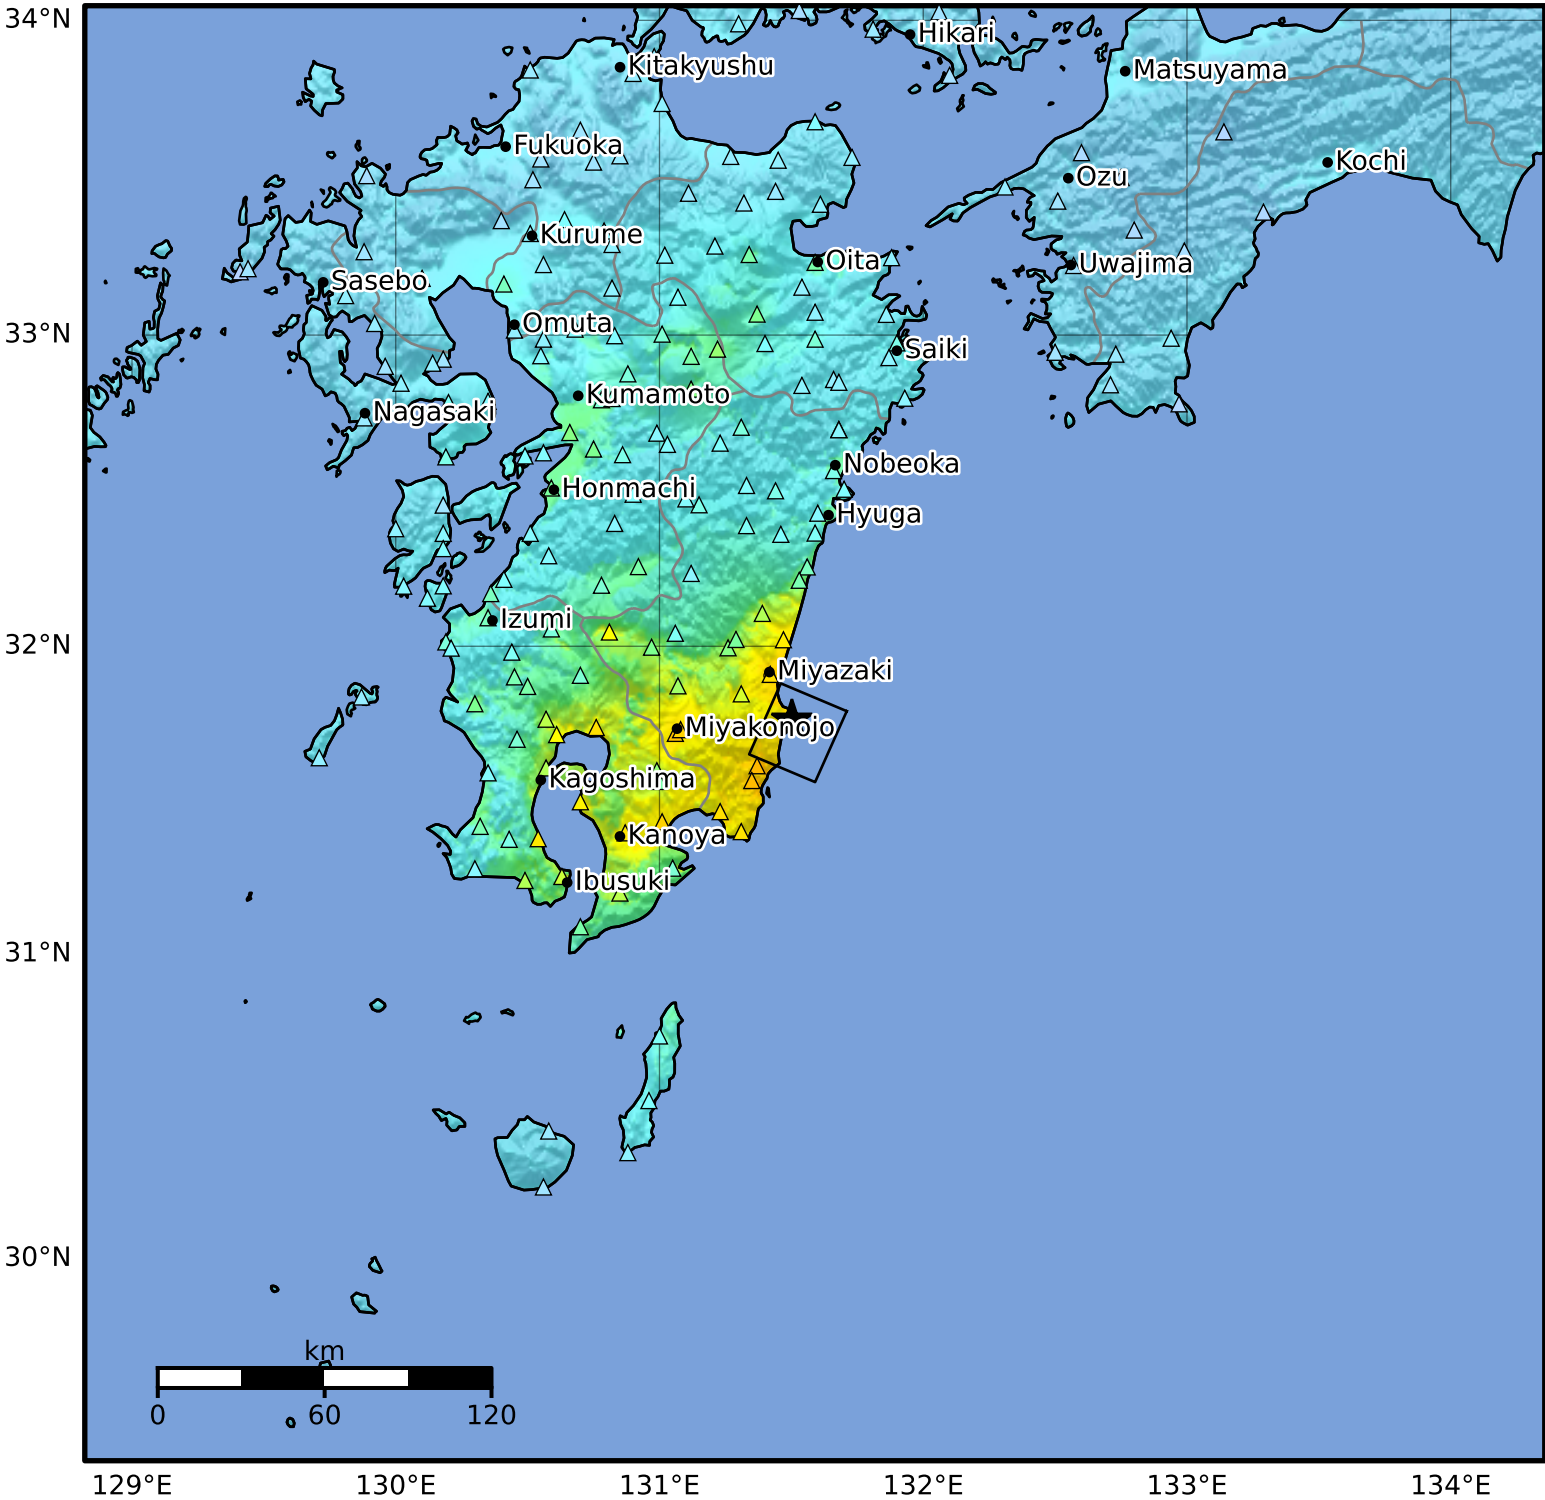 34°N
Hikari
Kitakyushu
Matsuyama
Fukuoka
Kochi
Ozu
Kurume
Oita
Uwajima
Sasebo
Omuta
33°N
Saiki
Kumamoto
Nagasaki
Nobeoka
Honmachi
Hyuga
Izumi
32°N
Miyazaki
Miyakonojo
Kagoshima
Kanoya
Ibusuki
31°N
30°N
km
0 60 120
129°E 130°E 131°E 132°E 133°E 134°E